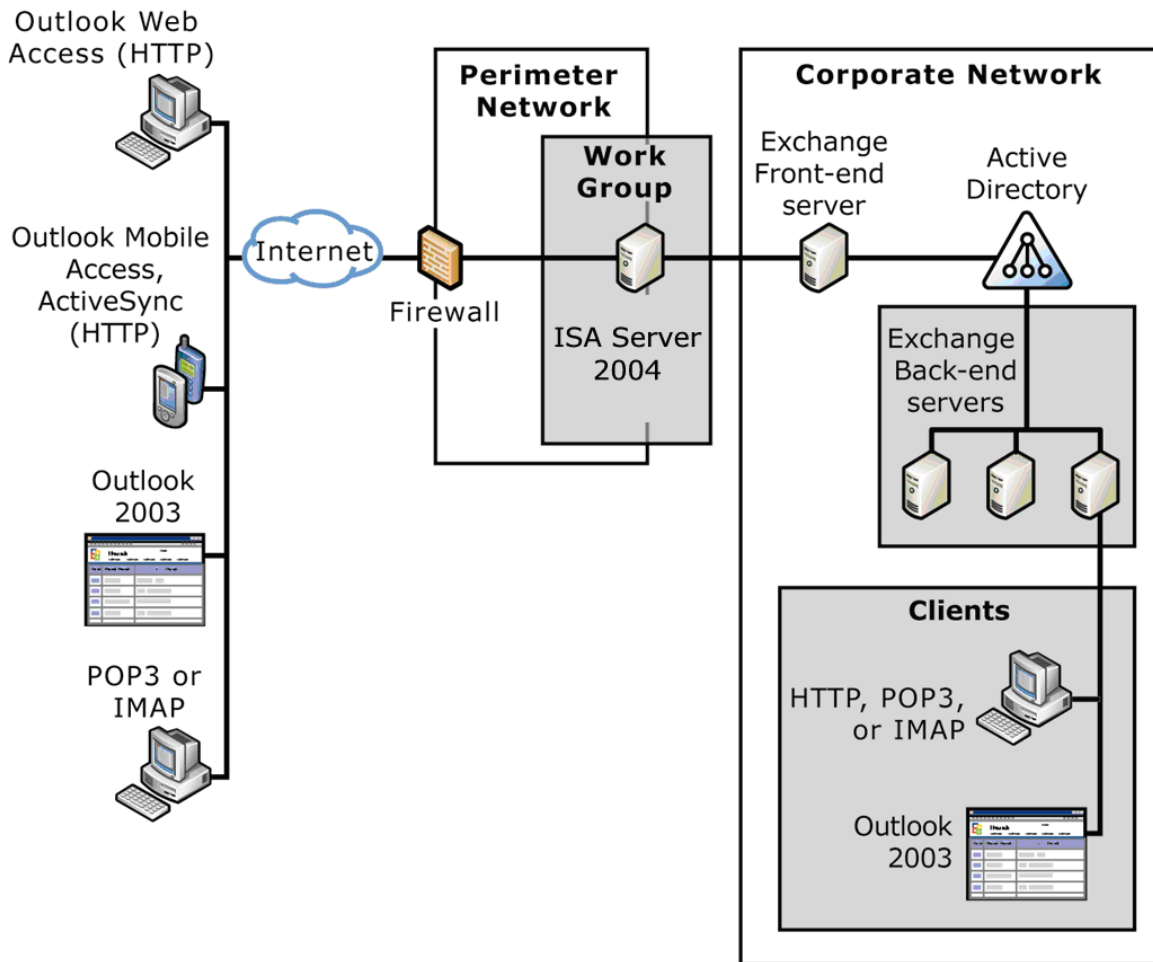 Outlook Web
Access (HTTP)
Outlook Mobile
Access,
ActiveSync
(HTTP)
Outlook
2003
POP3 or
IMAP
Internet
Firewall
Perimeter
Network
Work
Group
ISA Server
2004
Corporate Network
Exchange
Front-end
server
Active
Directory
Exchange
Back-end
servers
Clients
HTTP, POP3,
or IMAP
Outlook
2003